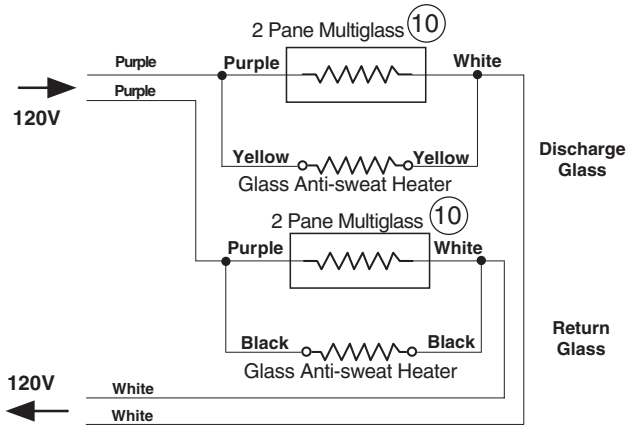 2 Pane Multiglass 10
Purple Purple White
Purple
120V
Yellow Yellow
Glass Anti-sweat Heater
Discharge
Glass
2 Pane Multiglass 10
Purple White
Black Black
Glass Anti-sweat Heater
Return
Glass
120V
White
White